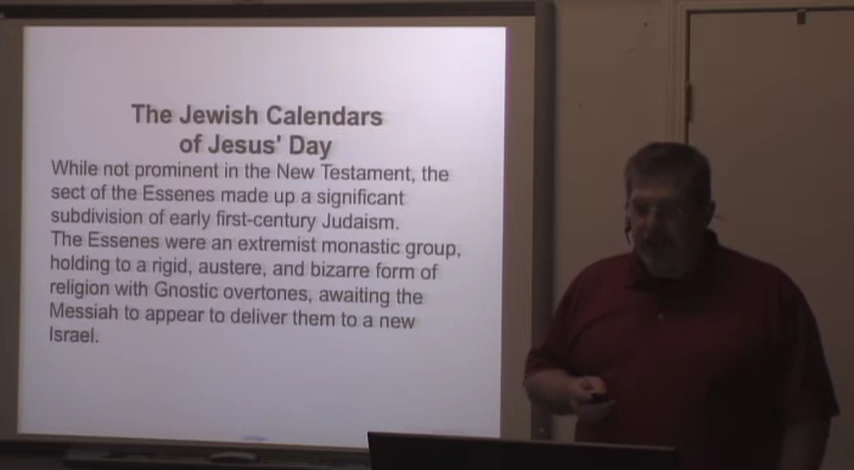 The Jewish Calendars
of Jesus' Day
While not prominent in the New Testament, the
sect of the Essenes made up a significant
subdivision of early first-century Judaism.
The Essenes were an extremist monastic group,
holding to a rigid, austere, and bizarre form of
religion with Gnostic overtones, awaiting the
Messiah to appear to deliver them to a new
Israel.